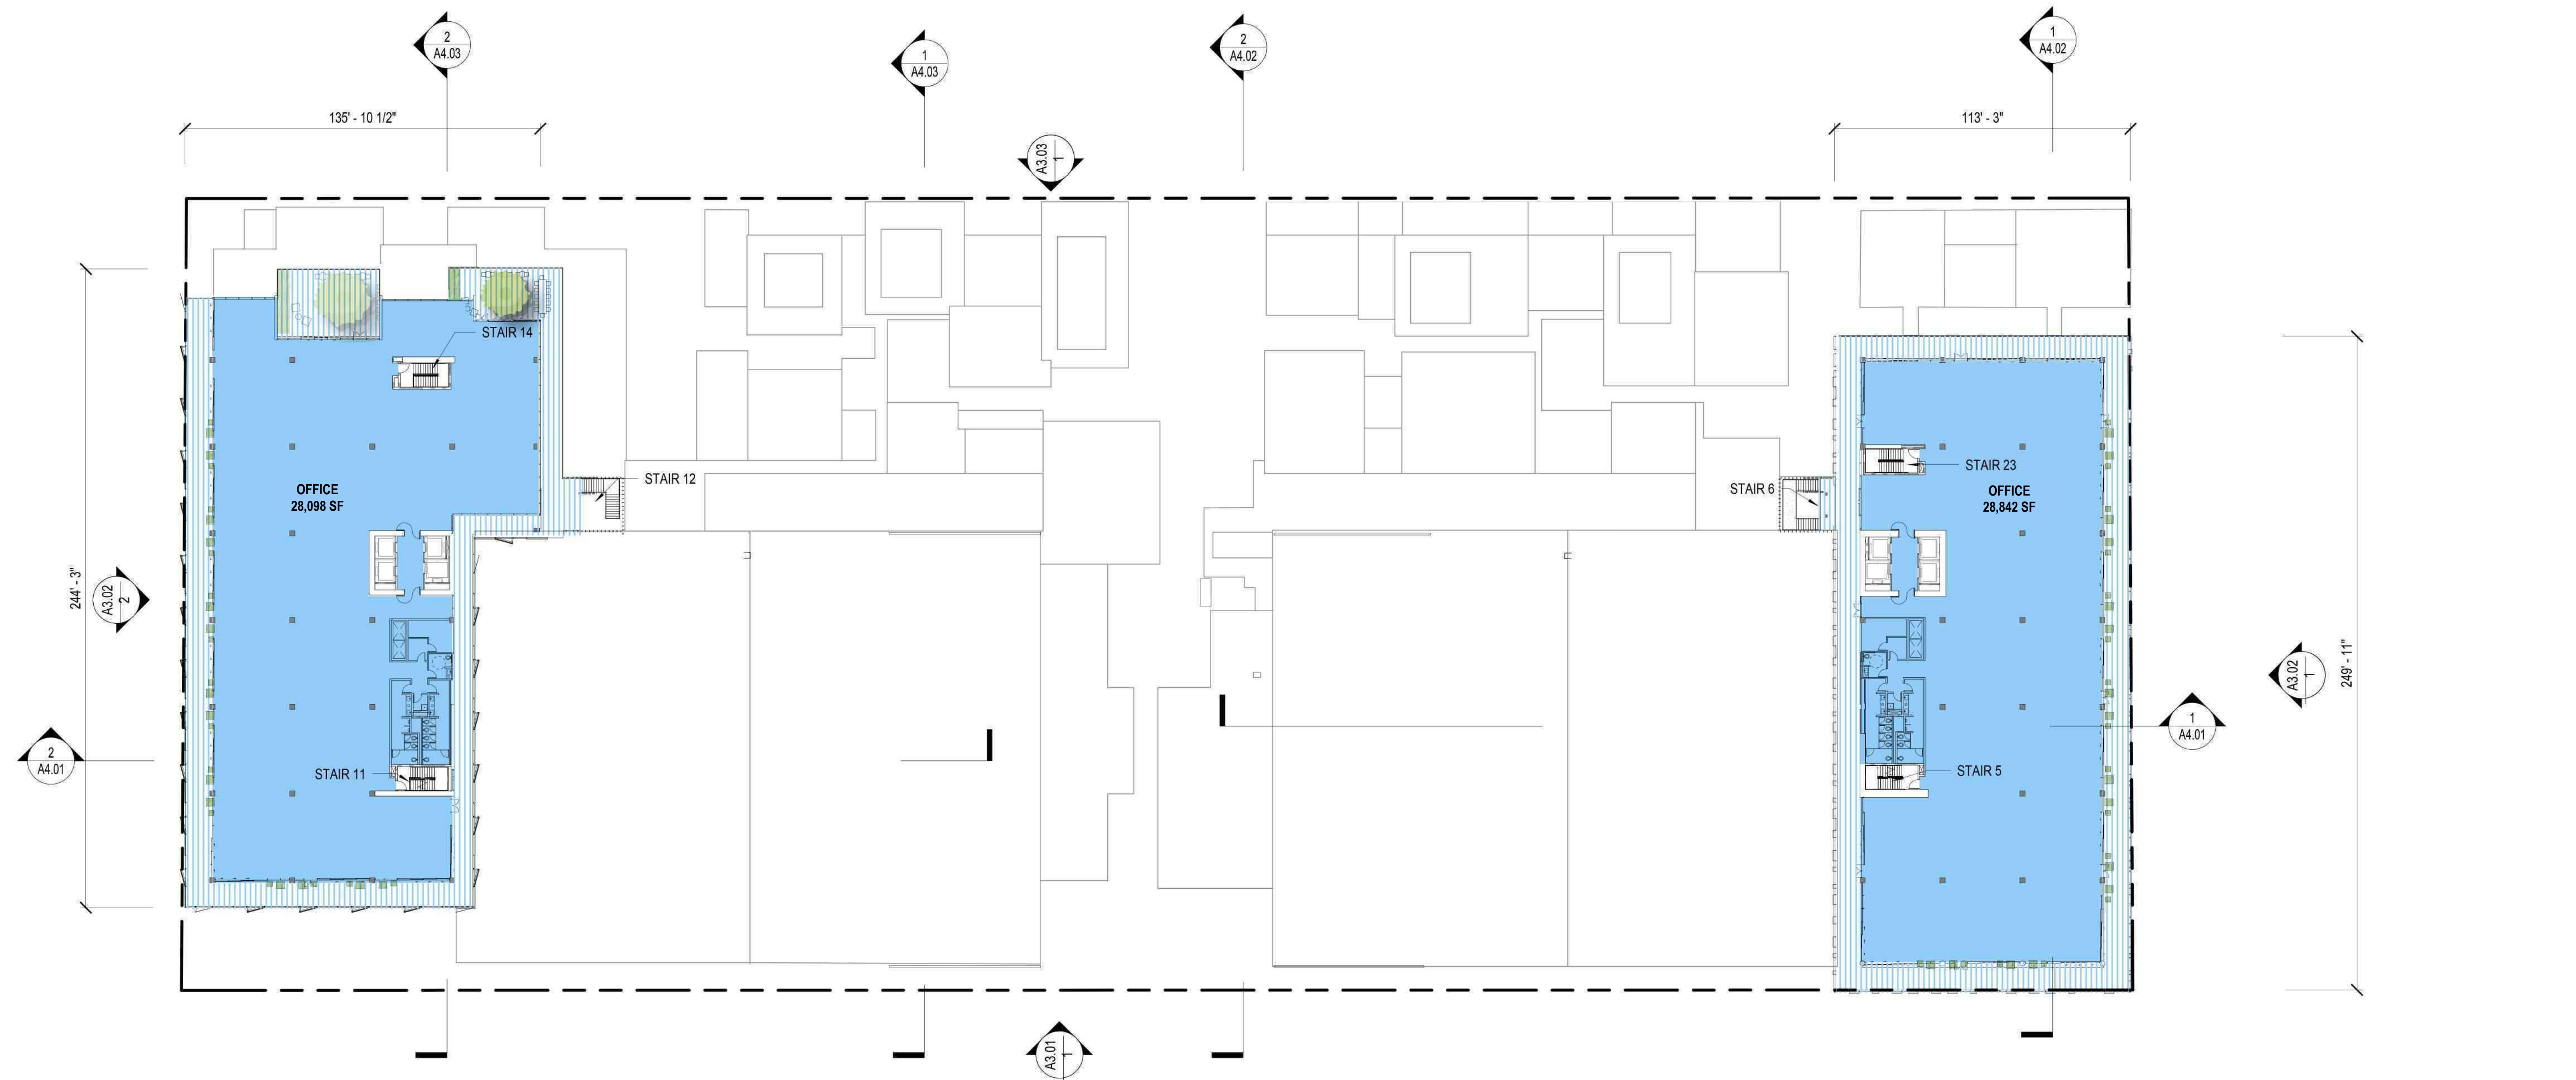 2
A4.03
1
A4.03
2
A4.02
1
A4.02
135' - 10 1/2"
113' - 3"
A3.03
1
STAIR 14
STAIR 12
STAIR 6
STAIR 23
OFFICE
28,098 SF
OFFICE
28,842 SF
244' - 3"
A3.02
2
A3.02
1
249' - 11"
2
A4.01
1
A4.01
STAIR 11
STAIR 5
A3.01
1